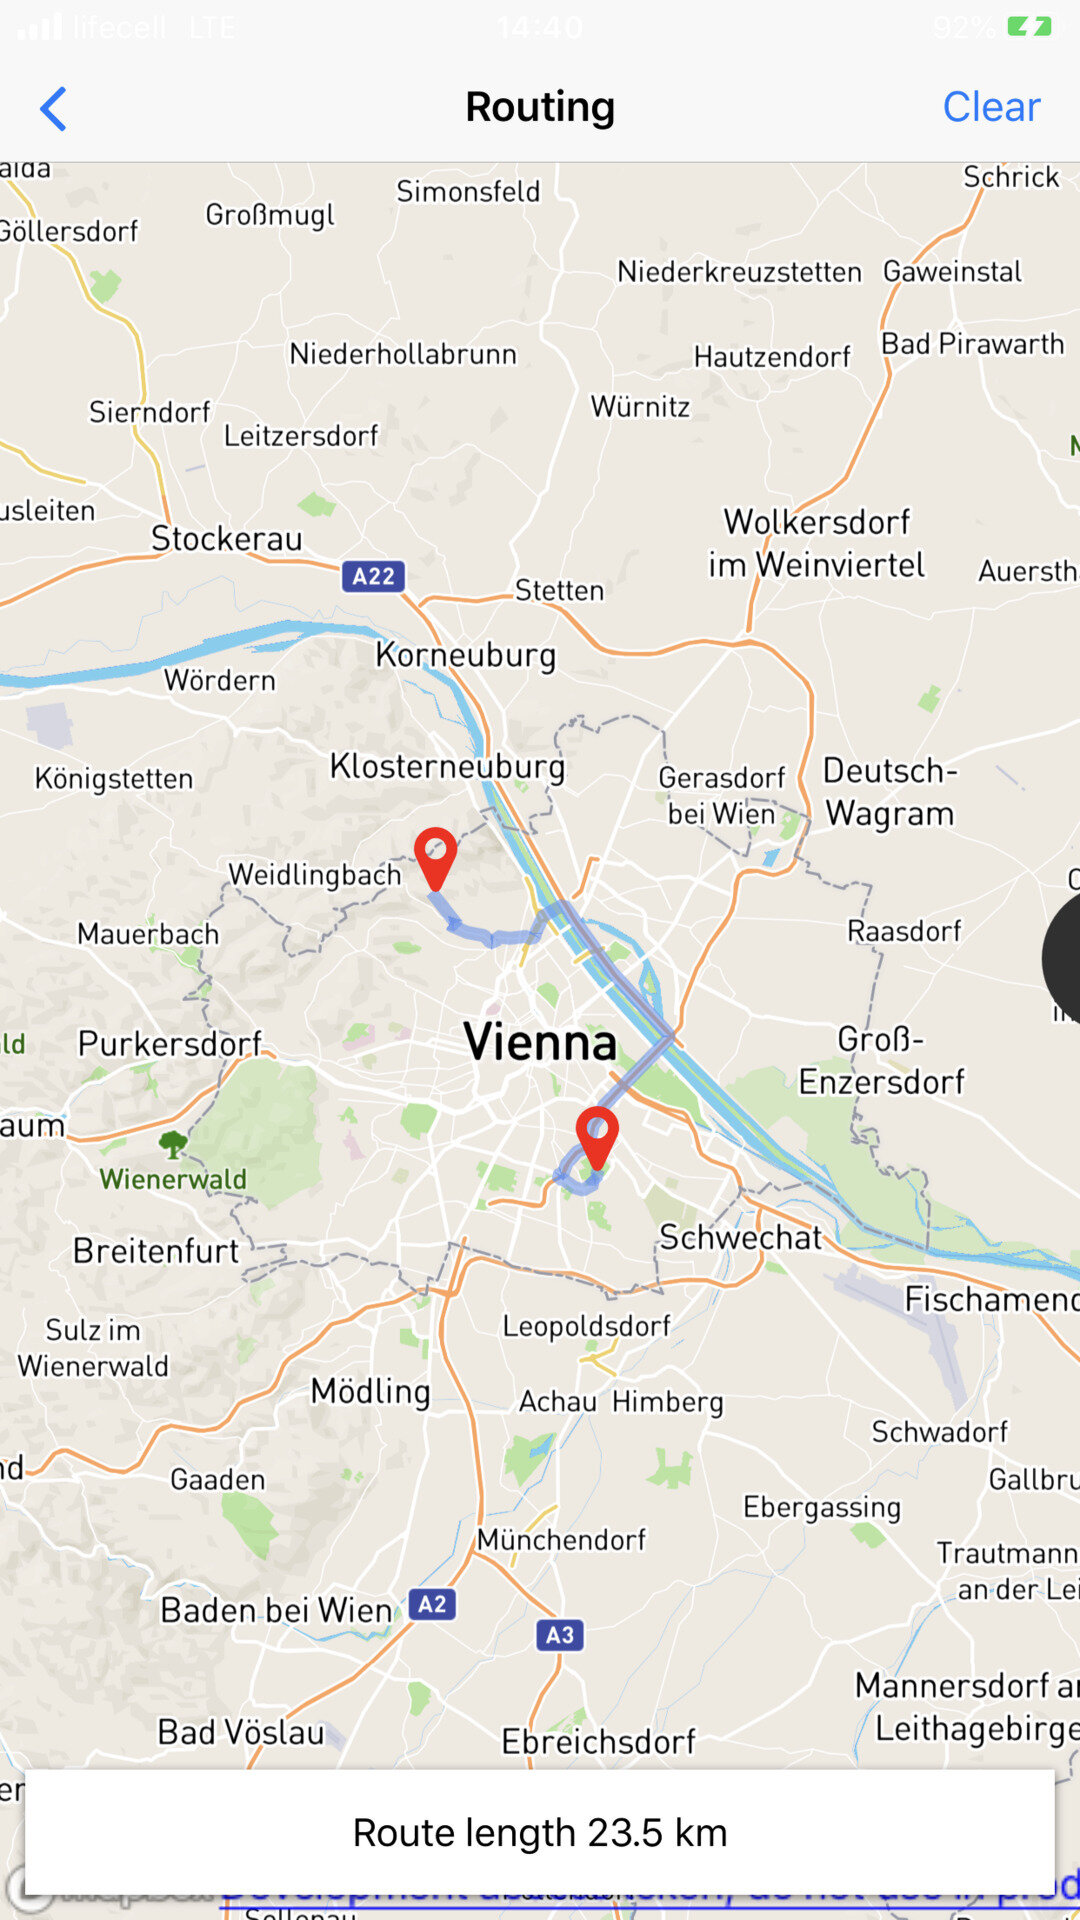 lifecell LTE 14:40 92%
Routing
Clear
Schrick
Simonsfeld
Großmugl
Göllersdorf
Niederkreuzstetten
Gaweinstal
Niederhollabrunn
Hautzendorf
Bad Pirawarth
Sierndorf
Würnitz
Leitzersdorf
usleiten
Stockerau
Wolkersdorf
im Weinviertel
A22
Stetten
Auersth
Korneuburg
Wördern
Klosterneuburg
Königstetten
Gerasdorf
bei Wien
Deutsch-
Wagram
Weidlingbach
Mauerbach
Raasdorf
Vienna
Purkersdorf
ld
Groß-
Enzersdorf
aum
Wienerwald
Breitenfurt
Schwechat
Fischamend
Sulz im
Wienerwald
Leopoldsdorf
Mödling
Achau
Himberg
Schwadorf
nd
Gaaden
Gallbru
Ebergassing
Münchendorf
Trautmann
an der Lei
Baden bei Wien
A2
A3
Mannersdorf a
Leithagebirge
Bad Vöslau
Ebreichsdorf
er
Route length 23.5 km